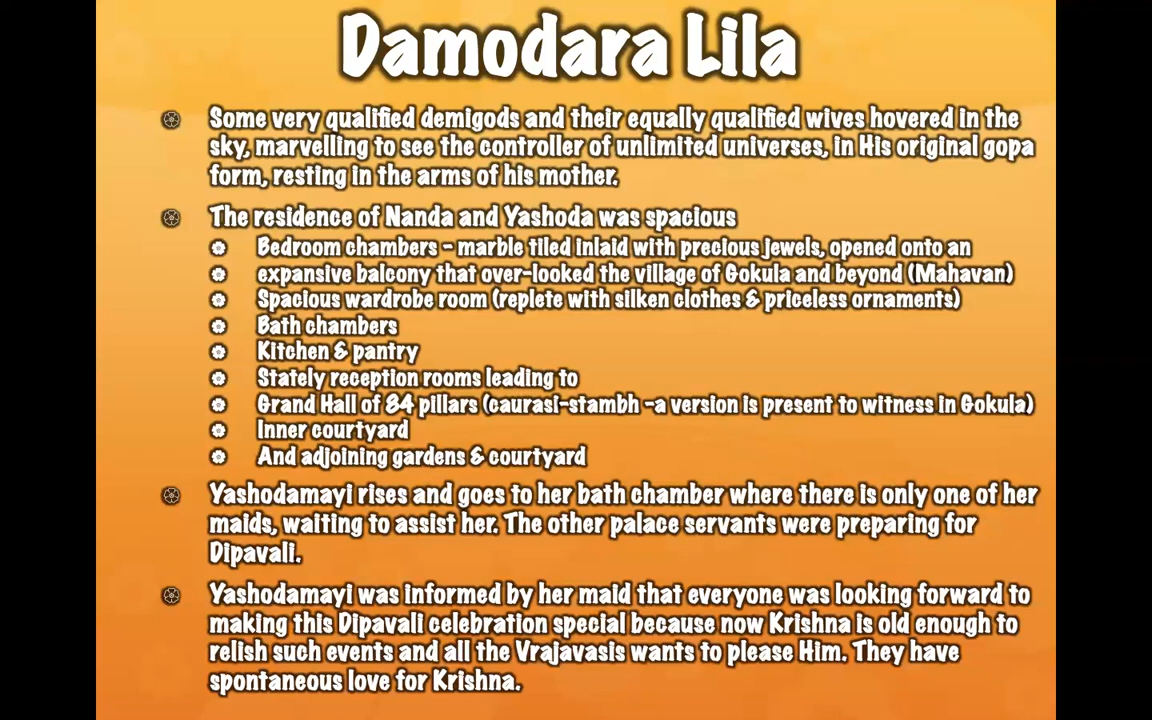 Damodara Lila
Some very qualified demigods and their equally qualified wives hovered in the
sky, marvelling to see the controller of unlimited universes, in His original gopa
form, resting in the arms of his mother.
The residence of Nanda and Yashoda was spacious
Bedroom chambers – marble tiled inlaid with precious jewels, opened onto an
expansive balcony that over-looked the village of Gokula and beyond (Mahavan)
Spacious wardrobe room (replete with silken clothes & priceless ornaments)
Bath chambers
Kitchen & pantry
Stately reception rooms leading to
Grand Hall of 84 pillars (caurasi-stambh -a version is present to witness in Gokula)
Inner courtyard
And adjoining gardens & courtyard
Yashodamayi rises and goes to her bath chamber where there is only one of her
maids, waiting to assist her. The other palace servants were preparing for
Dipavali.
Yashodamayi was informed by her maid that everyone was looking forward to
making this Dipavali celebration special because now Krishna is old enough to
relish such events and all the Vrajavasis wants to please Him. They have
spontaneous love for Krishna.